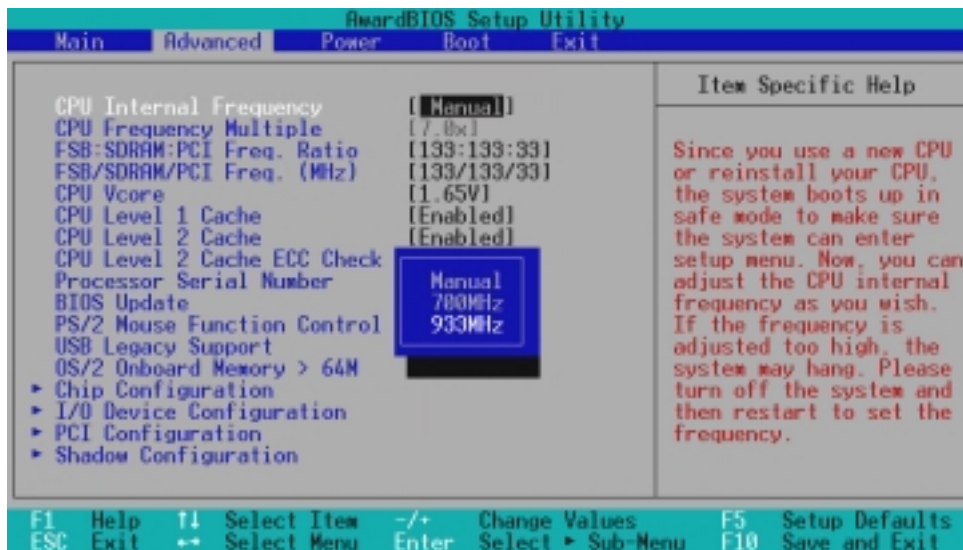 AwardBIOS Setup Utility
Main Advanced Power Boot Exit
CPU Internal Frequency [ Manual]
CPU Frequency Multiple [7.0x]
FSB:SDRAM:PCI Freq. Ratio [133:133:33]
FSB/SDRAM/PCI Freq. (MHz) [133/133/33]
CPU Vcore [1.65V]
CPU Level 1 Cache [Enabled]
CPU Level 2 Cache [Enabled]
CPU Level 2 Cache ECC Check
Processor Serial Number
BIOS Update
PS/2 Mouse Function Control
USB Legacy Support
OS/2 Onboard Memory > 64M
► Chip Configuration
► I/O Device Configuration
► PCI Configuration
► Shadow Configuration
Manual
700MHz
933MHz
Item Specific Help
Since you use a new CPU
or reinstall your CPU,
the system boots up in
safe mode to make sure
the system can enter
setup menu. Now, you can
adjust the CPU internal
frequency as you wish.
If the frequency is
adjusted too high, the
system may hang. Please
turn off the system and
then restart to set the
frequency.
F1 Help ↑↓ Select Item -/+ Change Values F5 Setup Defaults
ESC Exit ←→ Select Menu Enter Select ► Sub-Menu F10 Save and Exit